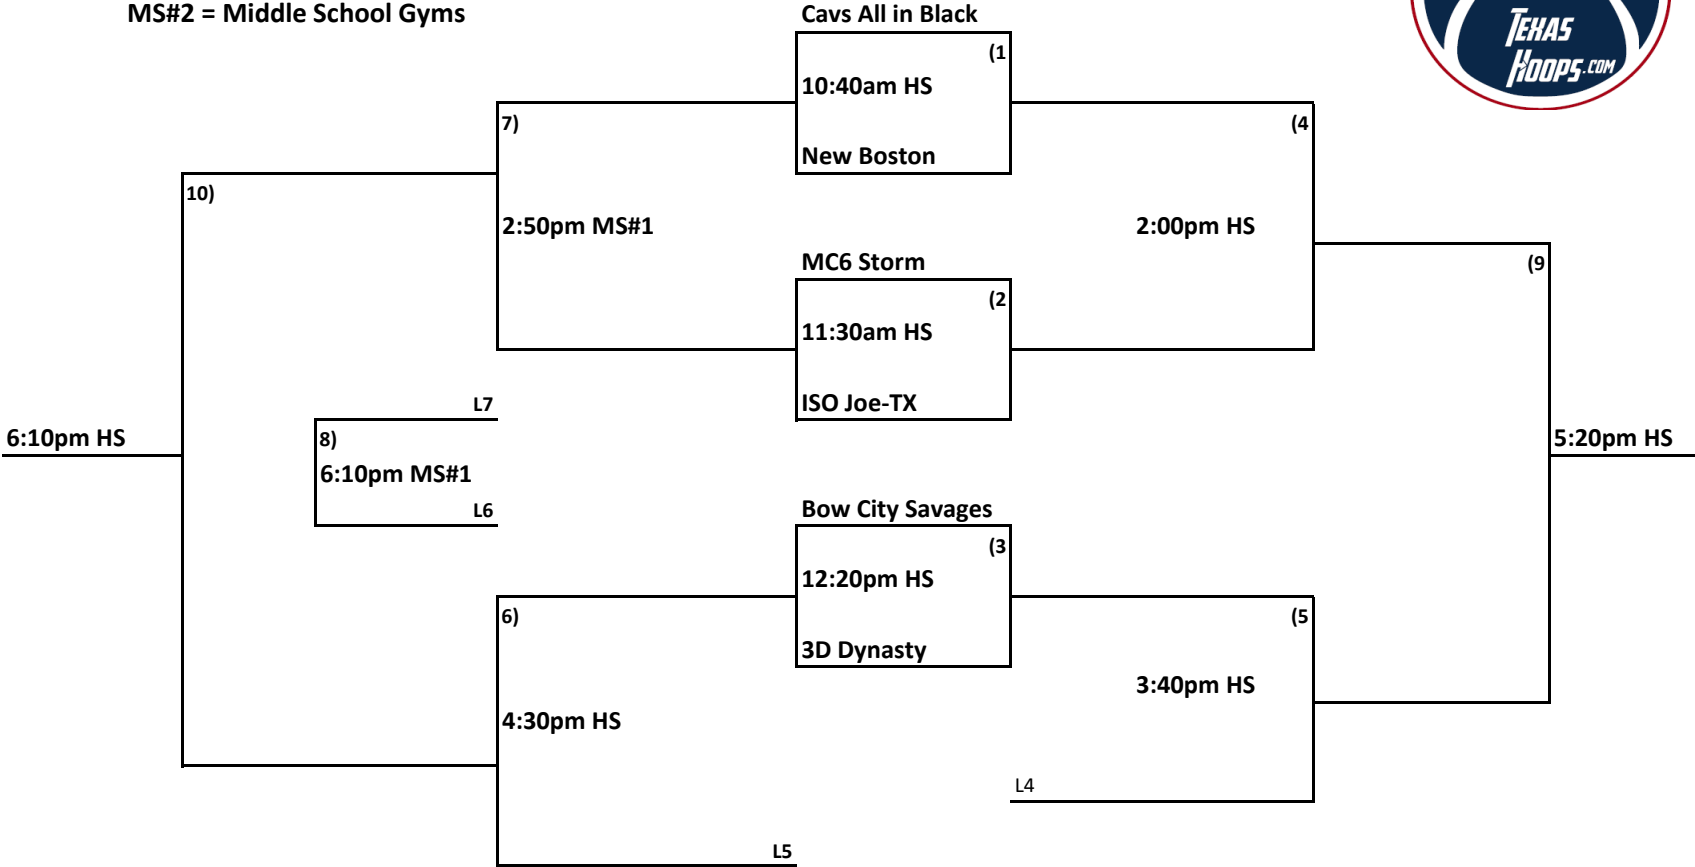 MS#2 = Middle School Gyms
Cavs All in Black
TEXAS
HOOPS.COM
(1
10:40am HS
7)
(4
New Boston
10)
2:50pm MS#1
2:00pm HS
MC6 Storm
(9
(2
11:30am HS
L7
ISO Joe-TX
6:10pm HS
8)
5:20pm HS
6:10pm MS#1
L6
Bow City Savages
(3
12:20pm HS
6)
(5
3D Dynasty
3:40pm HS
4:30pm HS
L4
L5